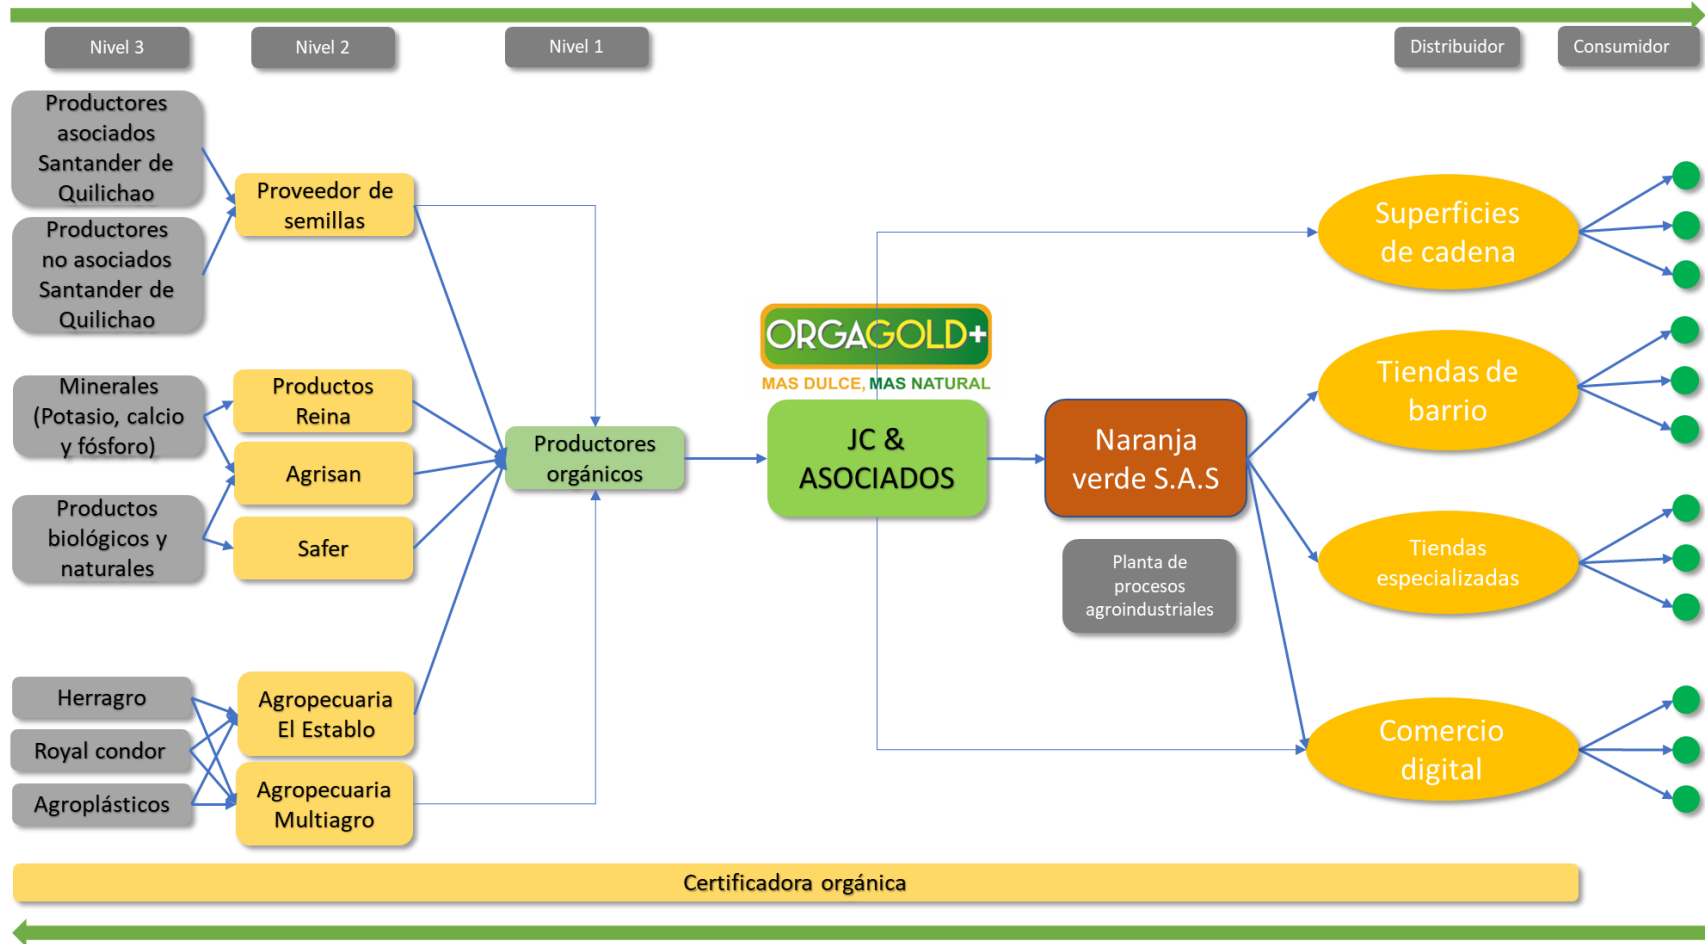 Nivel 3
Nivel 2
Nivel 1
Distribuidor
Consumidor
Productores
asociados
Santander de
Quilichao
Productores
no asociados
Santander de
Quilichao
Proveedor de
semillas
Minerales
(Potasio, calcio
y fósforo)
Productos
biológicos y
naturales
Productos
Reina
Agrisan
Safer
Herragro
Royal condor
Agroplásticos
Agropecuaria
El Establo
Agropecuaria
Multiagro
Productores
orgánicos
ORGAGOLD+
MAS DULCE, MAS NATURAL
JC &
ASOCIADOS
Naranja
verde S.A.S
Planta de
procesos
agroindustriales
Superficies
de cadena
Tiendas de
barrio
Tiendas
especializadas
Comercio
digital
Certificadora orgánica